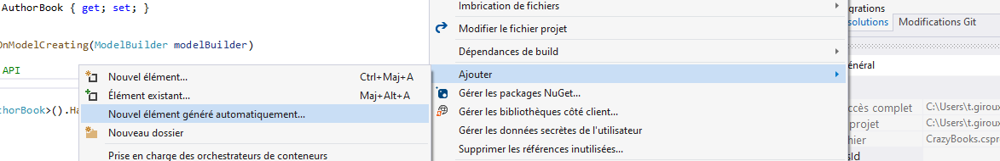 AuthorBook { get; set; }
Imbrication de fichiers
grations
solutions Modifications Git
OnModelCreating(ModelBuilder modelBuilder)
Modifier le fichier projet
Dépendances de build
API
Ajouter
énéral
Nouvel élément... Ctrl+Maj+A
Gérer les packages NuGet...
Élément existant... Maj+Alt+A
Gérer les bibliothèques côté client...
ccès complet C:\Users\t.giroux
thorBook>().Ha
Nouvel élément généré automatiquement...
Gérer les données secrètes de l'utilisateur
projet C:\Users\t.giroux
Nouveau dossier
Supprimer les références inutilisées...
hier CrazyBooks.cspro
Prise en charge des orchestrateurs de conteneurs
sId